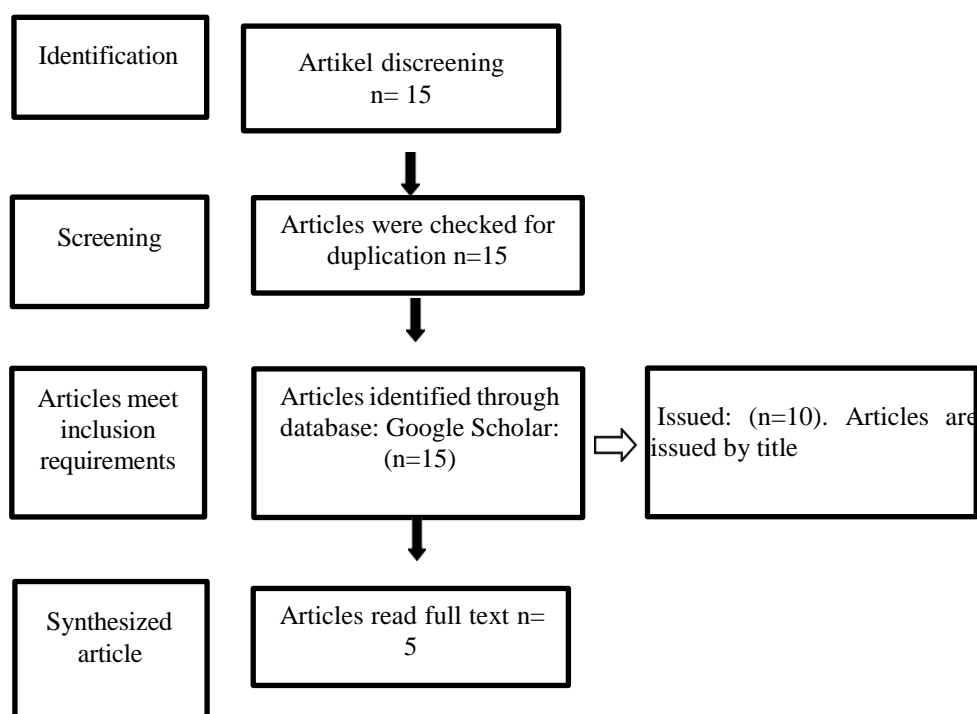 Identification
Artikel discreening
n= 15
Screening
Articles were checked for
duplication n=15
Articles meet
inclusion
requirements
Articles identified through
database: Google Scholar:
(n=15)
Issued: (n=10). Articles are
issued by title
Synthesized
article
Articles read full text n=
5